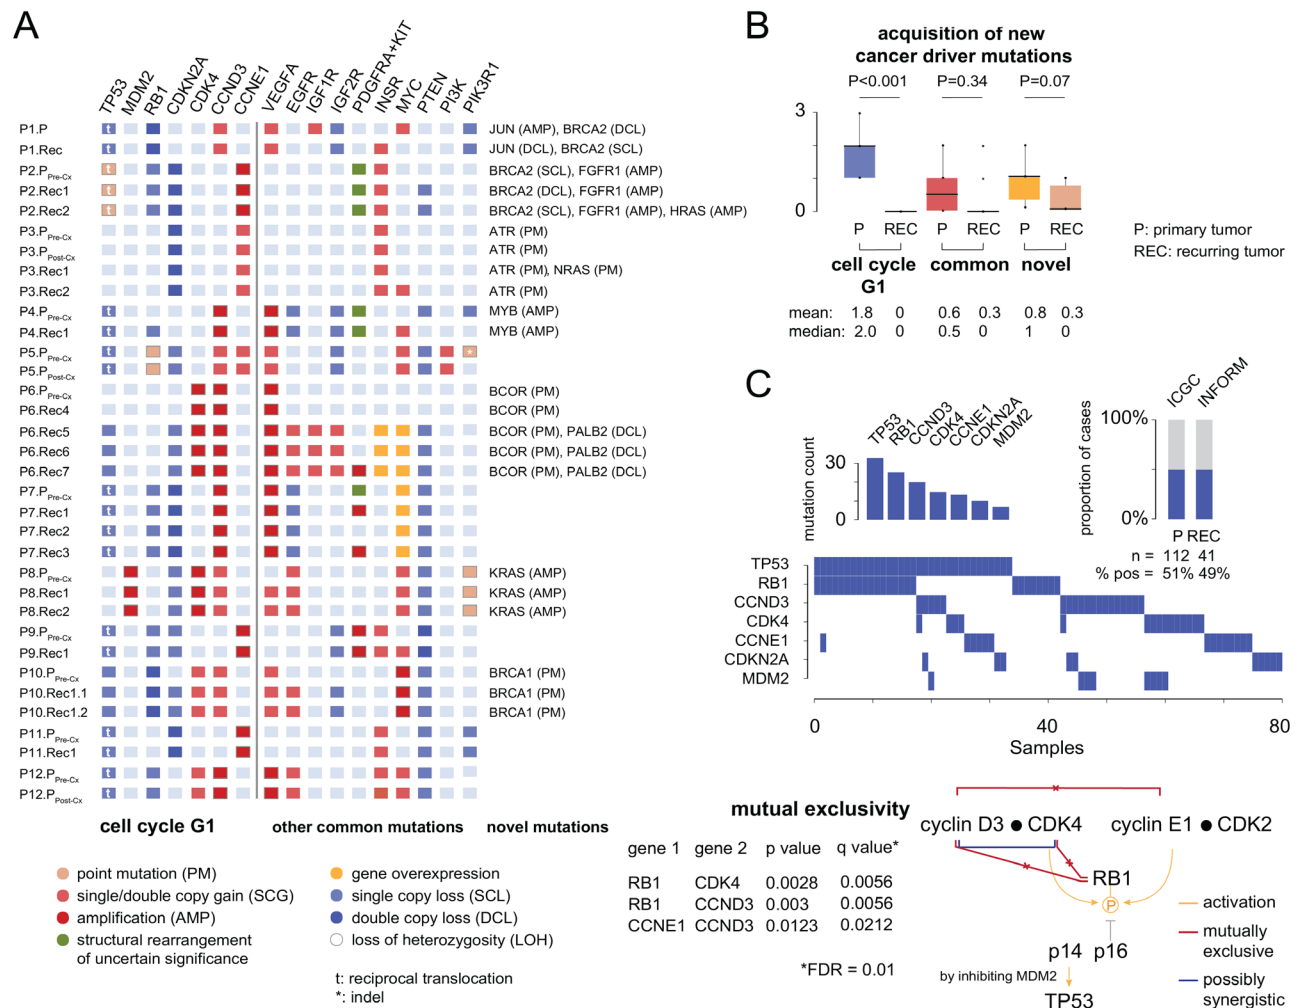 A
TP53
MDM2
RB1
CDKN2A
CDK4
CCND3
CCNE1
VEGFA
EGFR
IGF1R
IGF2R
PDGFRA+KIT
INSR
MYC
PTEN
PI3K
PIK3R1
P1.P t JUN (AMP), BRCA2 (DCL)
P1.Rec t JUN (DCL), BRCA2 (SCL)
P2.P Pre-Cx t BRCA2 (SCL), FGFR1 (AMP)
P2.Rec1 t BRCA2 (DCL), FGFR1 (AMP)
P2.Rec2 t BRCA2 (SCL), FGFR1 (AMP), HRAS (AMP)
P3.P Pre-Cx ATR (PM)
P3.P Post-Cx ATR (PM)
P3.Rec1 ATR (PM), NRAS (PM)
P3.Rec2 ATR (PM)
P4.P Pre-Cx t MYB (AMP)
P4.Rec1 t MYB (AMP)
P5.P Pre-Cx t *
P5.P Post-Cx t
P6.P Pre-Cx BCOR (PM)
P6.Rec4 BCOR (PM)
P6.Rec5 BCOR (PM), PALB2 (DCL)
P6.Rec6 BCOR (PM), PALB2 (DCL)
P6.Rec7 BCOR (PM), PALB2 (DCL)
P7.P Pre-Cx t
P7.Rec1 t
P7.Rec2 t
P7.Rec3 t
P8.P Pre-Cx KRAS (AMP)
P8.Rec1 KRAS (AMP)
P8.Rec2 KRAS (AMP)
P9.P Pre-Cx t
P9.Rec1 t
P10.P Pre-Cx BRCA1 (PM)
P10.Rec1.1 BRCA1 (PM)
P10.Rec1.2 BRCA1 (PM)
P11.P Pre-Cx t
P11.Rec1 t
P12.P Pre-Cx t
P12.P Post-Cx t
cell cycle G1 other common mutations novel mutations
point mutation (PM)
single/double copy gain (SCG)
amplification (AMP)
structural rearrangement
of uncertain significance
gene overexpression
single copy loss (SCL)
double copy loss (DCL)
loss of heterozygosity (LOH)
t: reciprocal translocation
*: indel
B
acquisition of new
cancer driver mutations
P<0.001 P=0.34 P=0.07
3
0
P REC P REC P REC
cell cycle
G1
common
novel
P: primary tumor
REC: recurring tumor
mean: 1.8 0 0.6 0.3 0.8 0.3
median: 2.0 0 0.5 0 1 0
C
mutation count
30
0
TP53
RB1
CCND3
CDK4
CCNE1
CDKN2A
MDM2
proportion of cases
100%
0%
ICGC
INFORM
P REC
n = 112 41
% pos = 51% 49%
TP53
RB1
CCND3
CDK4
CCNE1
CDKN2A
MDM2
0 40 80
Samples
mutual exclusivity
gene 1 gene 2 p value q value*
RB1 CDK4 0.0028 0.0056
RB1 CCND3 0.003 0.0056
CCNE1 CCND3 0.0123 0.0212
*FDR = 0.01
cyclin D3 ● CDK4 cyclin E1 ● CDK2
RB1
P
p14 p16
by inhibiting MDM2
TP53
activation
mutually
exclusive
possibly
synergistic